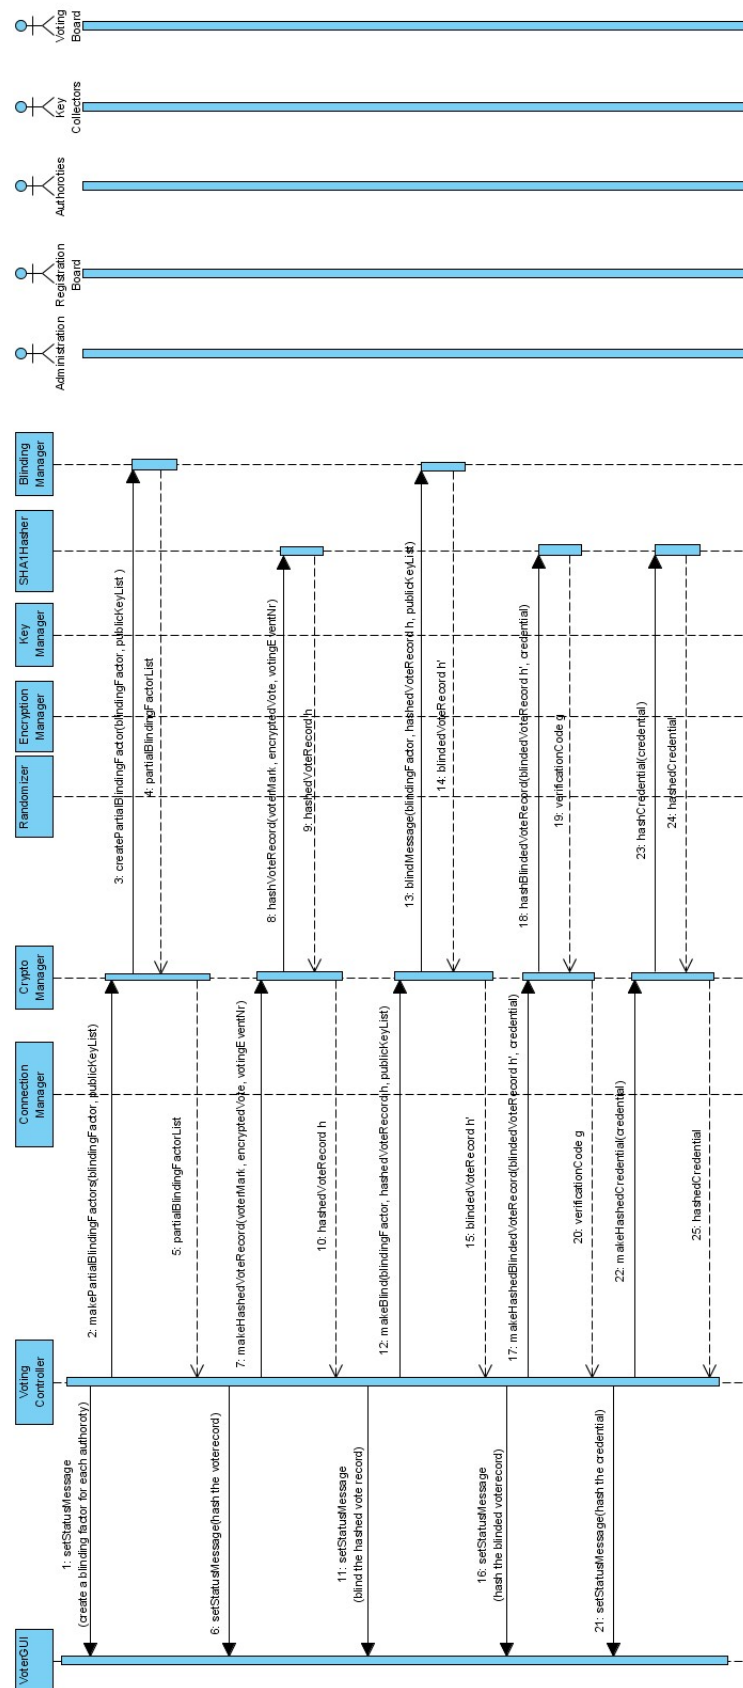 VoterGUI
Voting
Controller
Connection
Manager
Crypto
Manager
Randomizer
Encryption
Manager
Key
Manager
SHA1Hasher
Blinding
Manager
Administration
Registration
Board
Authoroties
Key
Collectors
Voting
Board
1: setStatusMessage
(create a blinding factor for each authoroty)
2: makePartialBlindingFactors(blindingFactor, publicKeyList)
3: createPartialBlindingFactor(blindingFactor, publicKeyList )
4: partialBlindingFactorList
5: partialBlindingFactorList
6: setStatusMessage(hash the voterecord)
7: makeHashedVoteRecord(voterMark, encryptedVote, votingEventNr)
8: hashVoteRecord(voterMark, encryptedVote, votingEventNr)
9: hashedVoteRecord h
10: hashedVoteRecord h
11: setStatusMessage
(blind the hashed vote record)
12: makeBlind(blindingFactor, hashedVoteRecord h, publicKeyList)
13: blindMessage(blindingFactor, hashedVoteRecord h, publicKeyList)
14: blindedVoteRecord h'
15: blindedVoteRecord h'
16: setStatusMessage
(hash the blinded voterecord)
17: makeHashedBlindedVoteRecord(blindedVoteRecord h', credential)
18: hashBlindedVoteRecord(blindedVoteRecord h', credential)
19: verificationCode g
20: verificationCode g
21: setStatusMessage(hash the credential)
22: makeHashedCredential(credential)
23: hashCredential(credential)
24: hashedCredential
25: hashedCredential